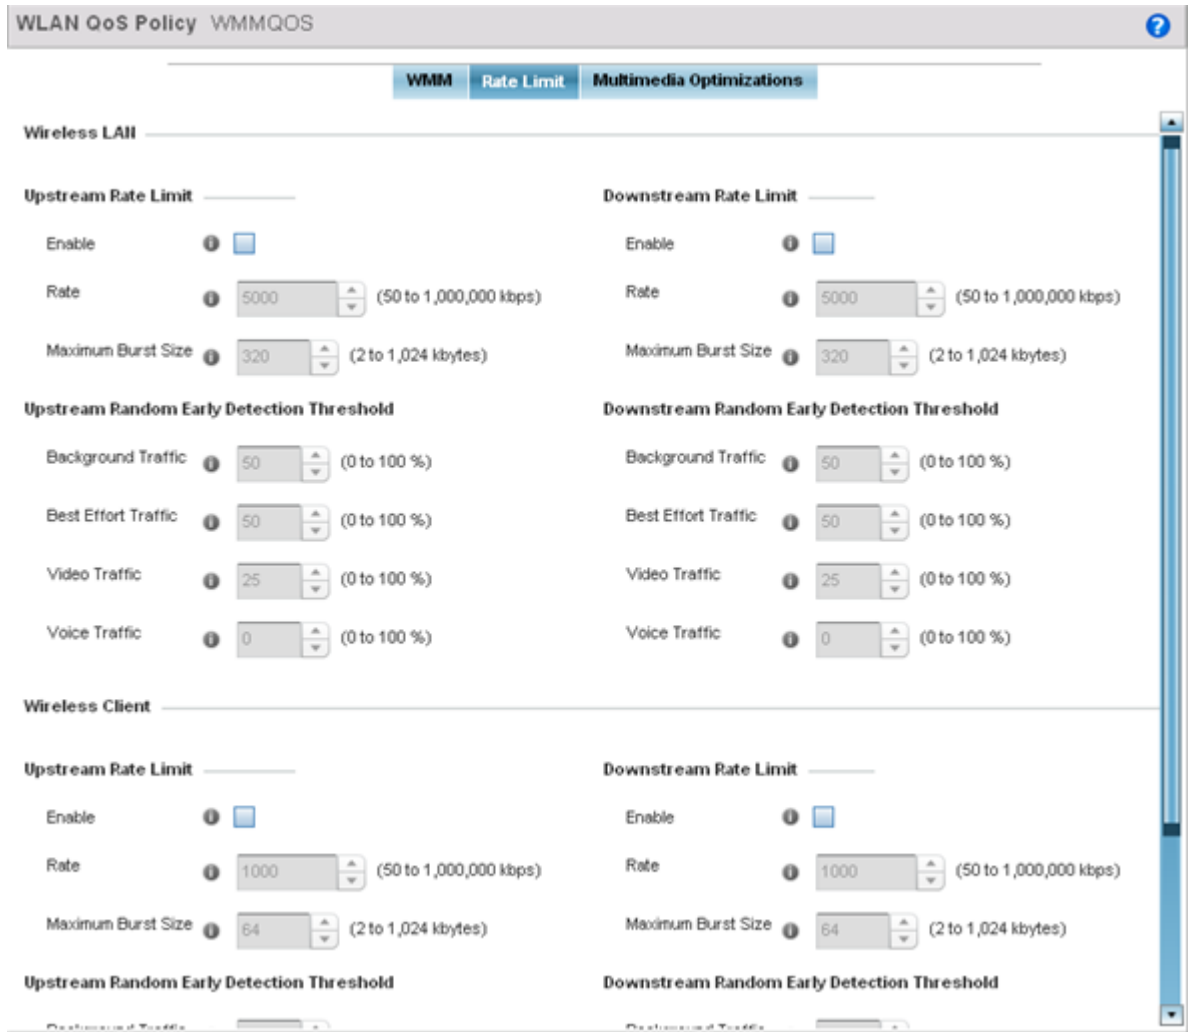 WLAN QoS Policy WMMQOS ?
WMM Rate Limit Multimedia Optimizations
Wireless LAN
Upstream Rate Limit Downstream Rate Limit
Enable Enable
Rate 5000 (50 to 1,000,000 kbps) Rate 5000 (50 to 1,000,000 kbps)
Maximum Burst Size 320 (2 to 1,024 kbytes) Maximum Burst Size 320 (2 to 1,024 kbytes)
Upstream Random Early Detection Threshold Downstream Random Early Detection Threshold
Background Traffic 50 (0 to 100 %) Background Traffic 50 (0 to 100 %)
Best Effort Traffic 50 (0 to 100 %) Best Effort Traffic 50 (0 to 100 %)
Video Traffic 25 (0 to 100 %) Video Traffic 25 (0 to 100 %)
Voice Traffic 0 (0 to 100 %) Voice Traffic 0 (0 to 100 %)
Wireless Client
Upstream Rate Limit Downstream Rate Limit
Enable Enable
Rate 1000 (50 to 1,000,000 kbps) Rate 1000 (50 to 1,000,000 kbps)
Maximum Burst Size 64 (2 to 1,024 kbytes) Maximum Burst Size 64 (2 to 1,024 kbytes)
Upstream Random Early Detection Threshold Downstream Random Early Detection Threshold